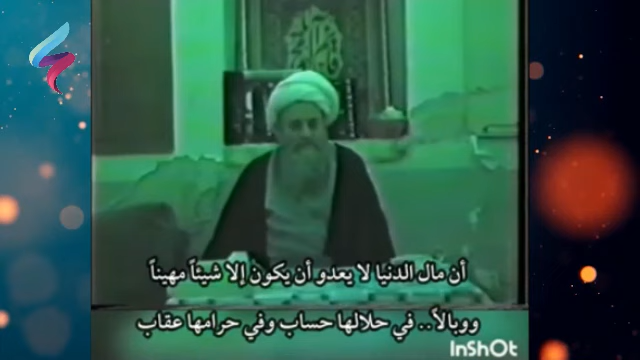 أن مال الدنيا لا يعدو أن يكون إلا شيئاً مهيناً
ووبالاً.. في حلالها حساب وفي حرامها عقاب
InShOt